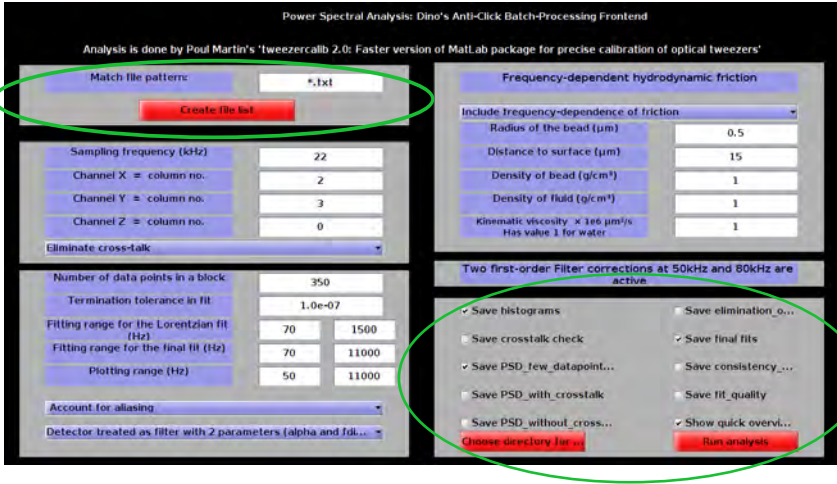 Power Spectral Analysis: Dino's Anti-Click Batch-Processing Frontend
Analysis is done by Poul Martin's 'tweezercalib 2.0: Faster version of MatLab package for precise calibration of optical tweezers'
Match file pattern: *.txt
Create file list
Sampling frequency (kHz) 22
Channel X = column no. 2
Channel Y = column no. 3
Channel Z = column no. 0
Eliminate cross-talk
Number of data points in a block 350
Termination tolerance in fit 1.0e-07
Fitting range for the Lorentzian fit (Hz) 70 1500
Fitting range for the final fit (Hz) 70 11000
Plotting range (Hz) 50 11000
Account for aliasing
Detector treated as filter with 2 parameters (alpha and fdi...
Frequency-dependent hydrodynamic friction
Include frequency-dependence of friction
Radius of the bead (µm) 0.5
Distance to surface (µm) 15
Density of bead (g/cm³) 1
Density of fluid (g/cm³) 1
Kinematic viscosity × 1e6 µm²/s
Has value 1 for water 1
Two first-order Filter corrections at 50kHz and 80kHz are
active
Save histograms Save elimination_o...
Save crosstalk check Save final fits
Save PSD_few_datapoint... Save consistency_...
Save PSD_with_crosstalk Save fit_quality
Save PSD_without_cross... Show quick overvi...
Choose directory for ... Run analysis